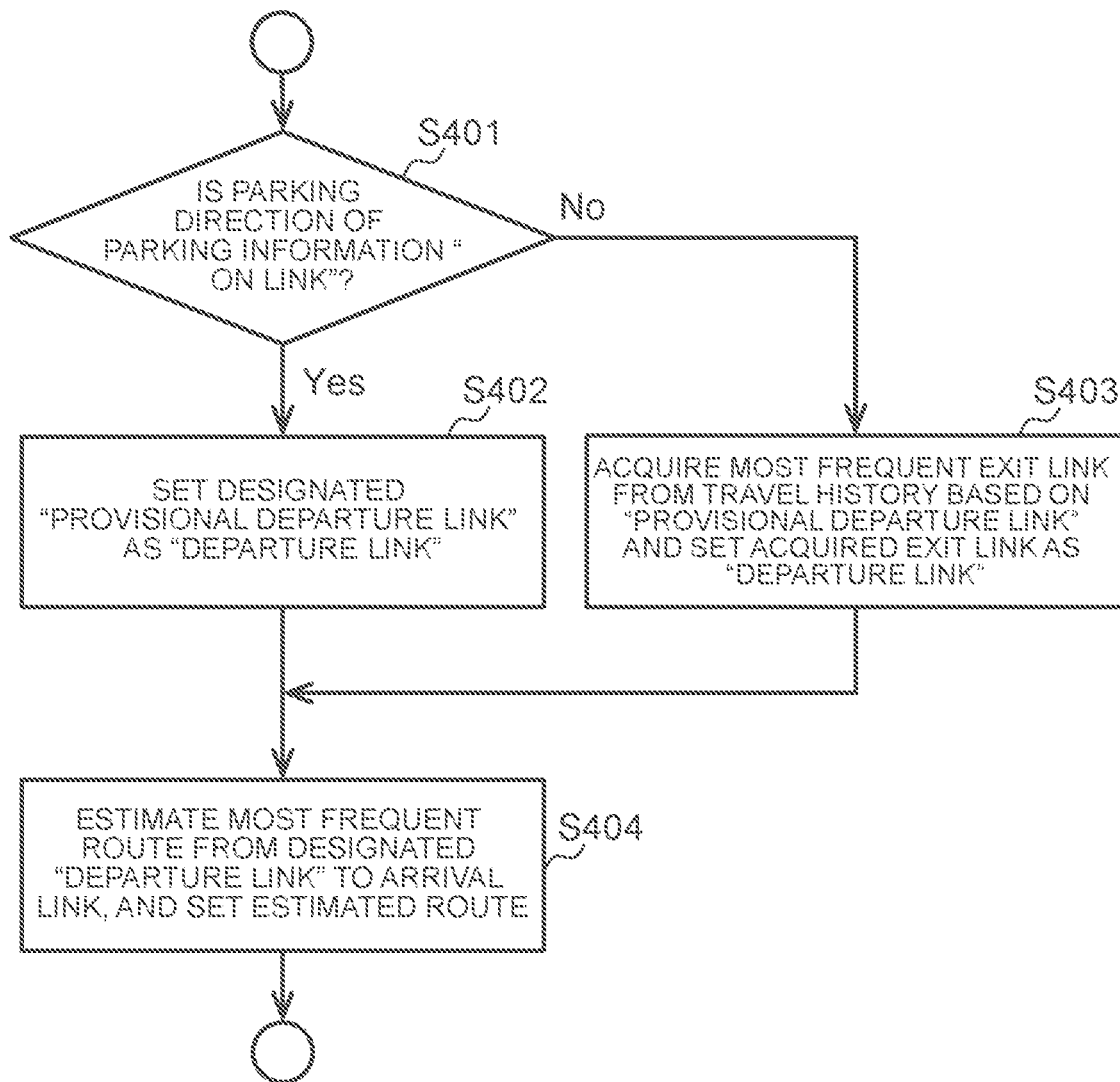 S401
IS PARKING
DIRECTION OF
PARKING INFORMATION “
ON LINK”?
No
Yes
S402
SET DESIGNATED
“PROVISIONAL DEPARTURE LINK”
AS “DEPARTURE LINK”
S403
ACQUIRE MOST FREQUENT EXIT LINK
FROM TRAVEL HISTORY BASED ON
“PROVISIONAL DEPARTURE LINK”
AND SET ACQUIRED EXIT LINK AS
“DEPARTURE LINK”
S404
ESTIMATE MOST FREQUENT
ROUTE FROM DESIGNATED
“DEPARTURE LINK” TO ARRIVAL
LINK, AND SET ESTIMATED ROUTE